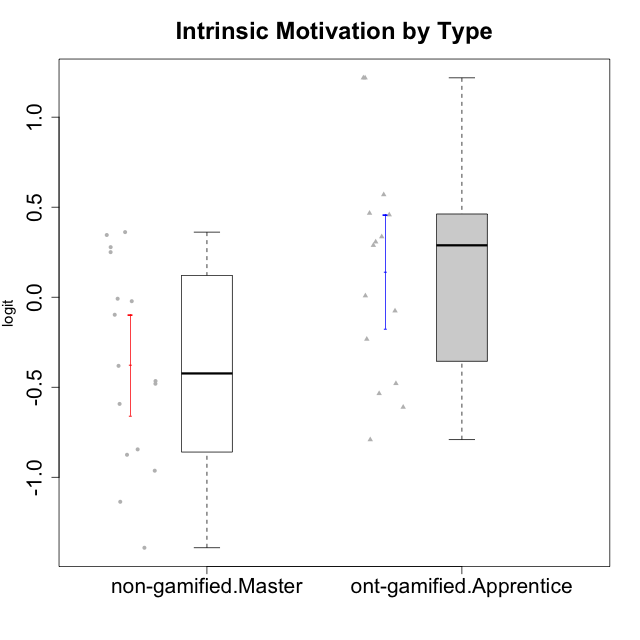 Intrinsic Motivation by Type
logit
1.0
0.5
0.0
-0.5
-1.0
non-gamified.Master
ont-gamified.Apprentice